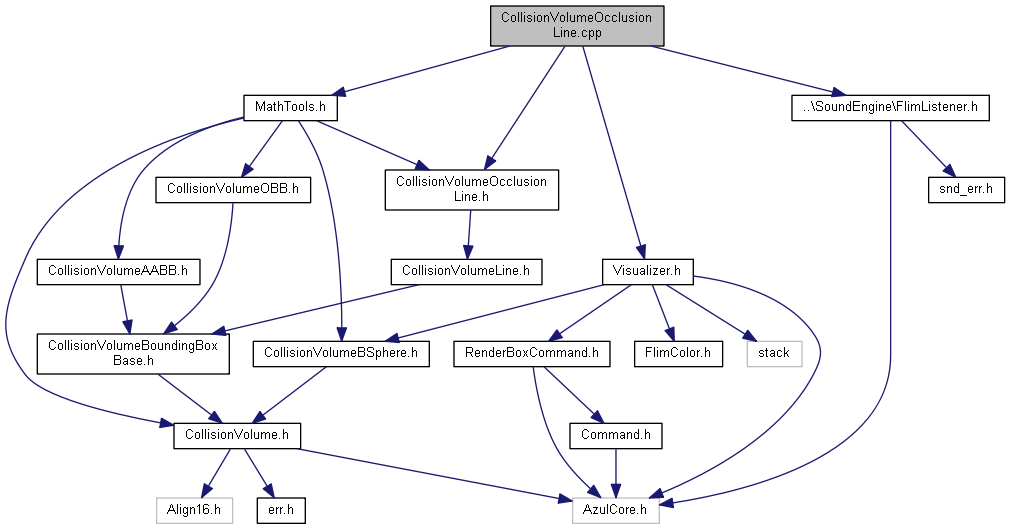 CollisionVolumeOcclusion
Line.cpp
MathTools.h
..\SoundEngine\FlimListener.h
CollisionVolumeOBB.h
CollisionVolumeOcclusion
Line.h
snd_err.h
CollisionVolumeAABB.h
CollisionVolumeLine.h
Visualizer.h
CollisionVolumeBoundingBox
Base.h
CollisionVolumeBSphere.h
RenderBoxCommand.h
FlimColor.h
stack
CollisionVolume.h
Command.h
Align16.h
err.h
AzulCore.h